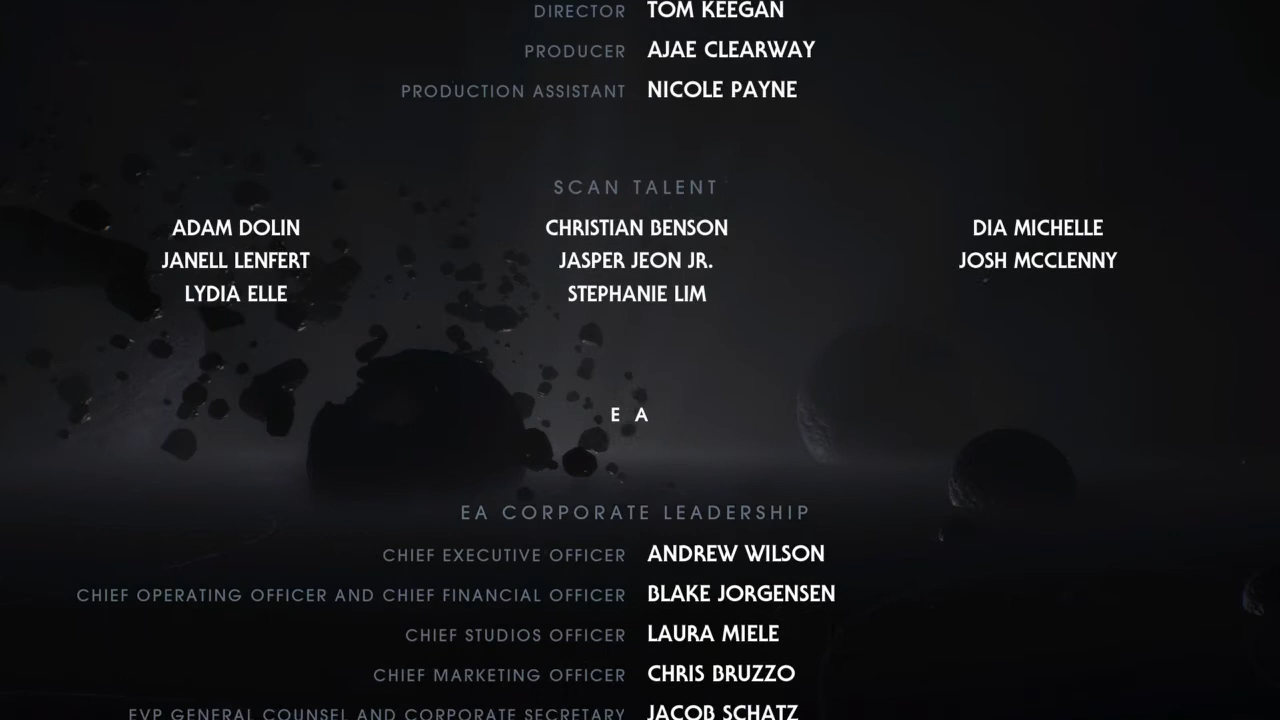 DIRECTOR TOM KEEGAN
PRODUCER AJAE CLEARWAY
PRODUCTION ASSISTANT NICOLE PAYNE
SCAN TALENT
ADAM DOLIN CHRISTIAN BENSON DIA MICHELLE
JANELL LENFERT JASPER JEON JR. JOSH MCCLENNY
LYDIA ELLE STEPHANIE LIM
E A
EA CORPORATE LEADERSHIP
CHIEF EXECUTIVE OFFICER ANDREW WILSON
CHIEF OPERATING OFFICER AND CHIEF FINANCIAL OFFICER BLAKE JORGENSEN
CHIEF STUDIOS OFFICER LAURA MIELE
CHIEF MARKETING OFFICER CHRIS BRUZZO
EVP GENERAL COUNSEL AND CORPORATE SECRETARY JACOB SCHATZ